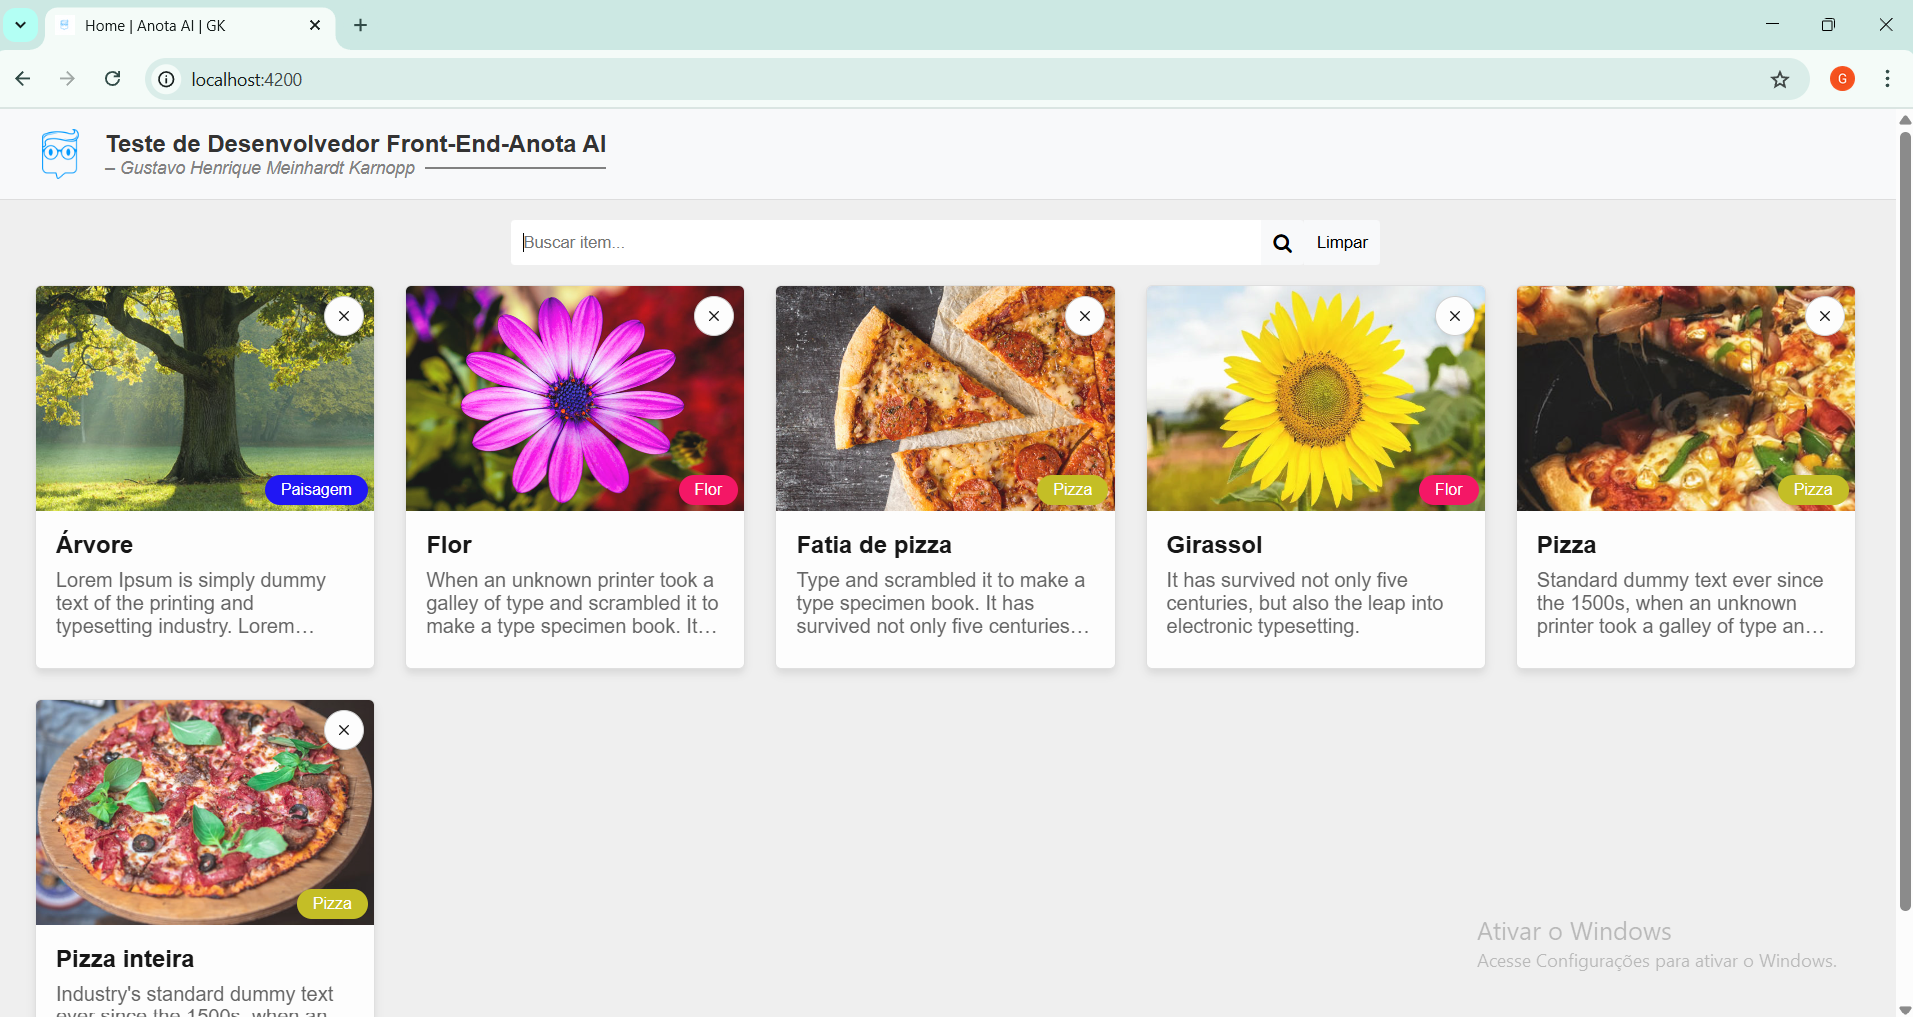 Home | Anota AI | GK
localhost:4200
G
Teste de Desenvolvedor Front-End-Anota AI
– Gustavo Henrique Meinhardt Karnopp
Buscar item...
Limpar
Paisagem
Flor
Pizza
Flor
Pizza
Árvore
Lorem Ipsum is simply dummy
text of the printing and
typesetting industry. Lorem...
Flor
When an unknown printer took a
galley of type and scrambled it to
make a type specimen book. It...
Fatia de pizza
Type and scrambled it to make a
type specimen book. It has
survived not only five centuries...
Girassol
It has survived not only five
centuries, but also the leap into
electronic typesetting.
Pizza
Standard dummy text ever since
the 1500s, when an unknown
printer took a galley of type an...
Pizza
Pizza inteira
Industry's standard dummy text
ever since the 1500s, when an
Ativar o Windows
Acesse Configurações para ativar o Windows.